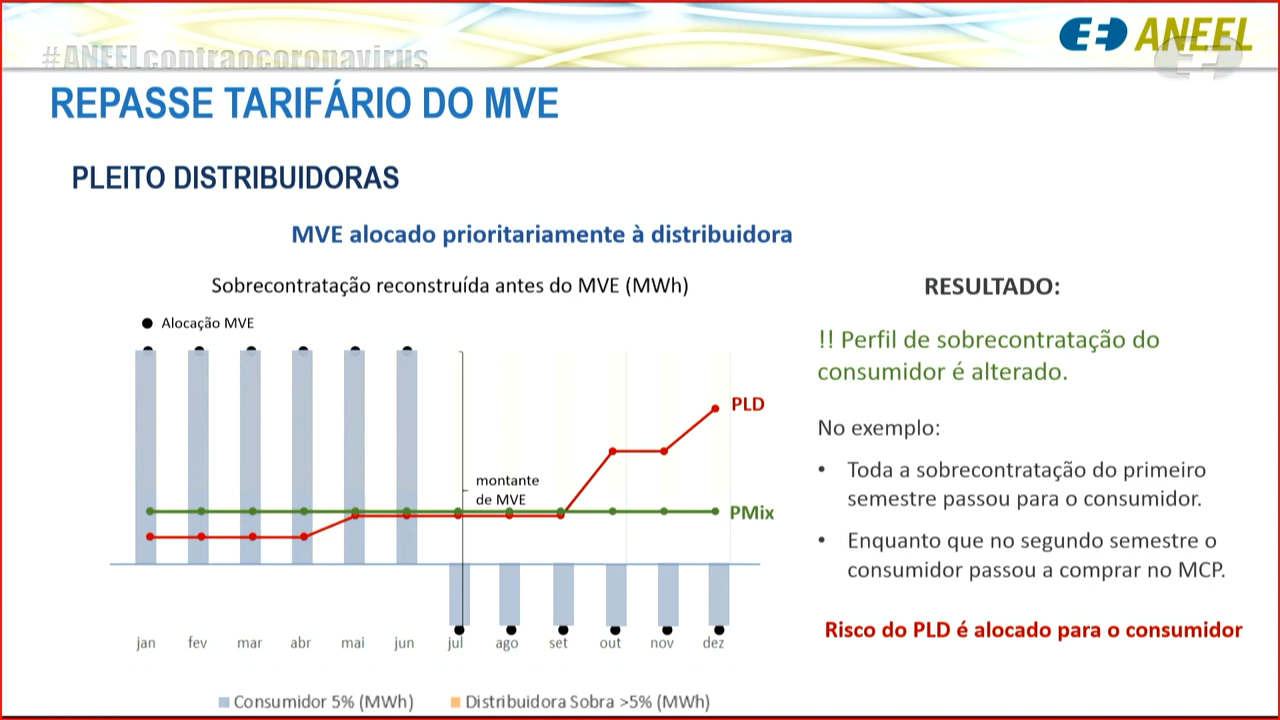 #ANEELcontraocoronavirus
ANEEL
REPASSE TARIFÁRIO DO MVE
PLEITO DISTRIBUIDORAS
MVE alocado prioritariamente à distribuidora
Sobrecontratação reconstruída antes do MVE (MWh)
Alocação MVE
PLD
montante
de MVE
PMix
jan fev mar abr mai jun jul ago set out nov dez
Consumidor 5% (MWh) Distribuidora Sobra >5% (MWh)
RESULTADO:
!! Perfil de sobrecontratação do
consumidor é alterado.
No exemplo:
• Toda a sobrecontratação do primeiro
semestre passou para o consumidor.
• Enquanto que no segundo semestre o
consumidor passou a comprar no MCP.
Risco do PLD é alocado para o consumidor